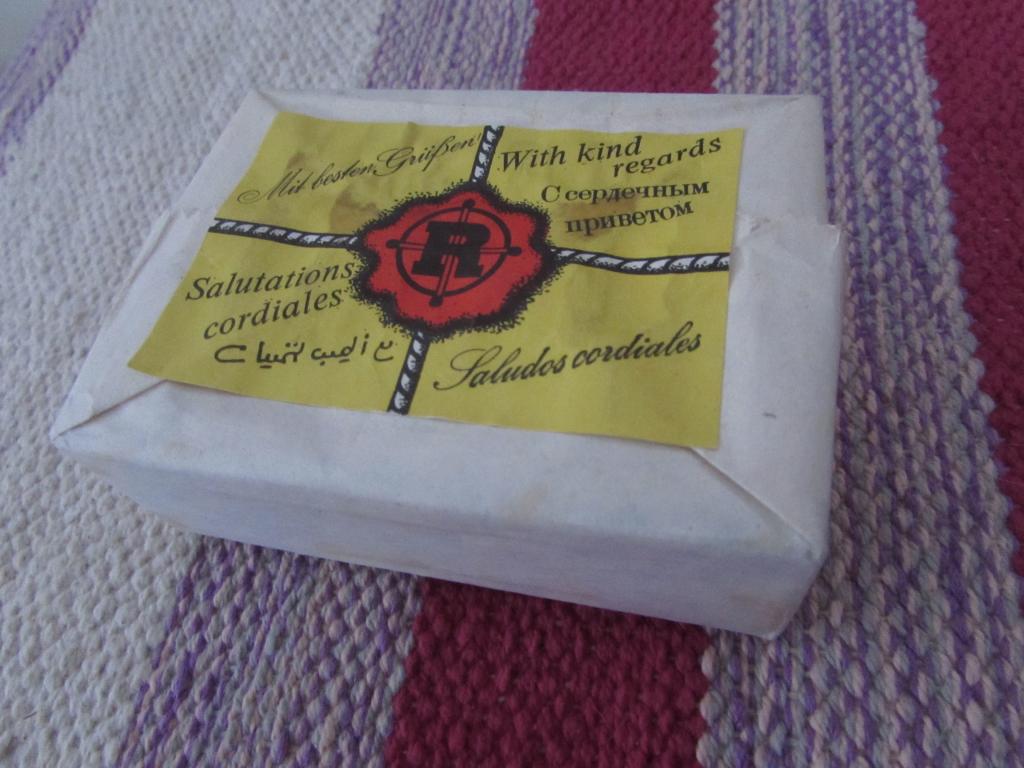 Mit besten Grüßen!
With kind
regards
С сердечным
приветом
R
Salutations
cordiales
Saludos cordiales